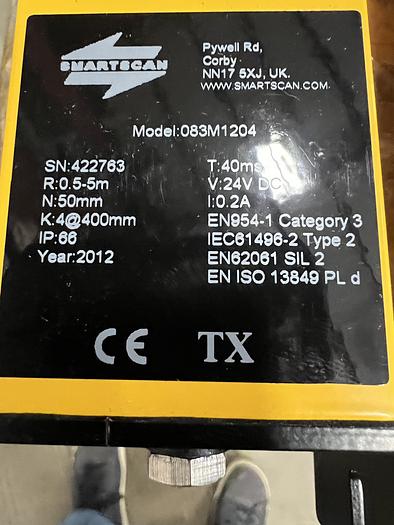 SMARTSCAN
Pywell Rd,
Corby
NN17 5XJ, UK.
WWW.SMARTSCAN.COM
Model:083M1204
SN:422763
R:0.5-5m
N:50mm
K:4@400mm
IP:66
Year:2012
T:40ms
V:24V DC
I:0.2A
EN954-1 Category 3
IEC61496-2 Type 2
EN62061 SIL 2
EN ISO 13849 PL d
CE TX